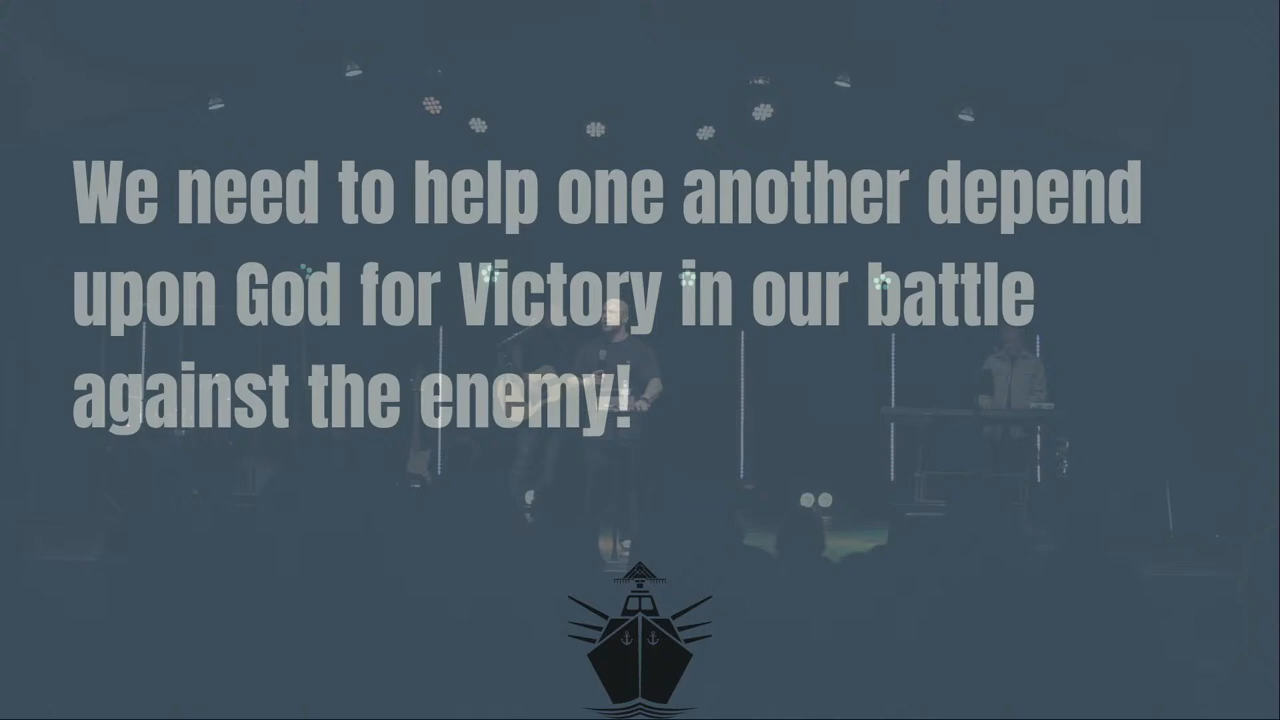 We need to help one another depend
upon God for Victory in our battle
against the enemy!